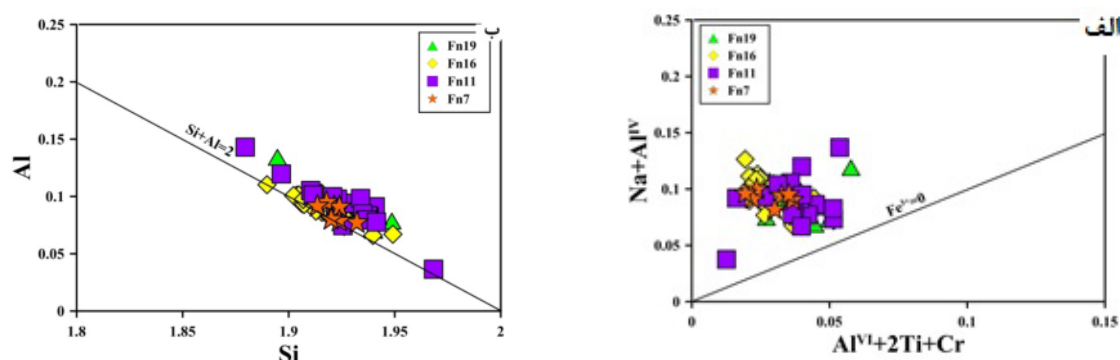 ب
0.25
0.2
0.15
0.1
0.05
0
Al
Si+Al=2
Fn19
Fn16
Fn11
Fn7
1.8
1.85
1.9
1.95
2
Si
الف
0.25
0.2
0.15
0.1
0.05
0
Na+Al^IV
Fn19
Fn16
Fn11
Fn7
Fe³⁺=0
0
0.05
0.1
0.15
Al^VI+2Ti+Cr